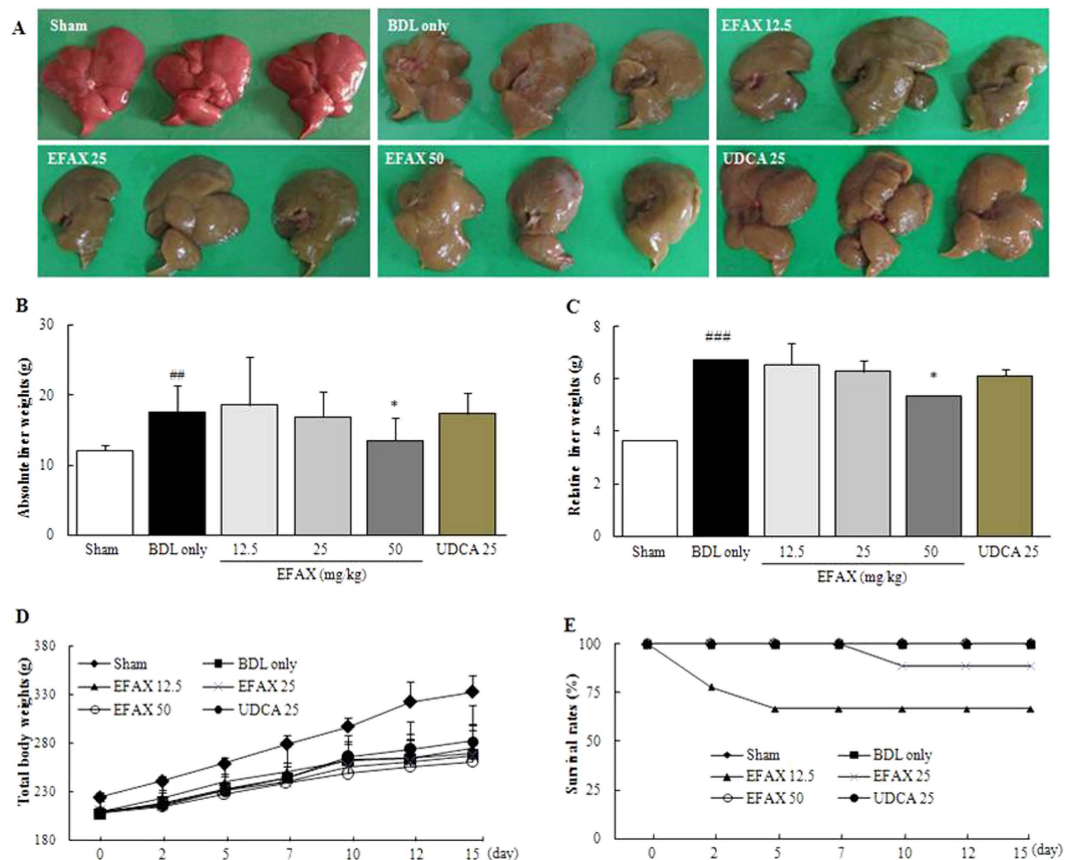 A
Sham
BDL only
EFAX 12.5
EFAX 25
EFAX 50
UDCA 25
B
Absolute liver weights (g)
30
20
10
0
##
*
Sham
BDL only
12.5
25
50
UDCA 25
EFAX (mg/kg)
C
Relative liver weights (g)
8
6
4
2
0
###
*
Sham
BDL only
12.5
25
50
UDCA 25
EFAX (mg/kg)
D
Total body weights (g)
380
330
280
230
180
Sham
BDL only
EFAX 12.5
EFAX 25
EFAX 50
UDCA 25
0 2 5 7 10 12 15 (day)
E
Survival rates (%)
100
75
50
25
0
Sham
BDL only
EFAX 12.5
EFAX 25
EFAX 50
UDCA 25
0 2 5 7 10 12 15 (day)